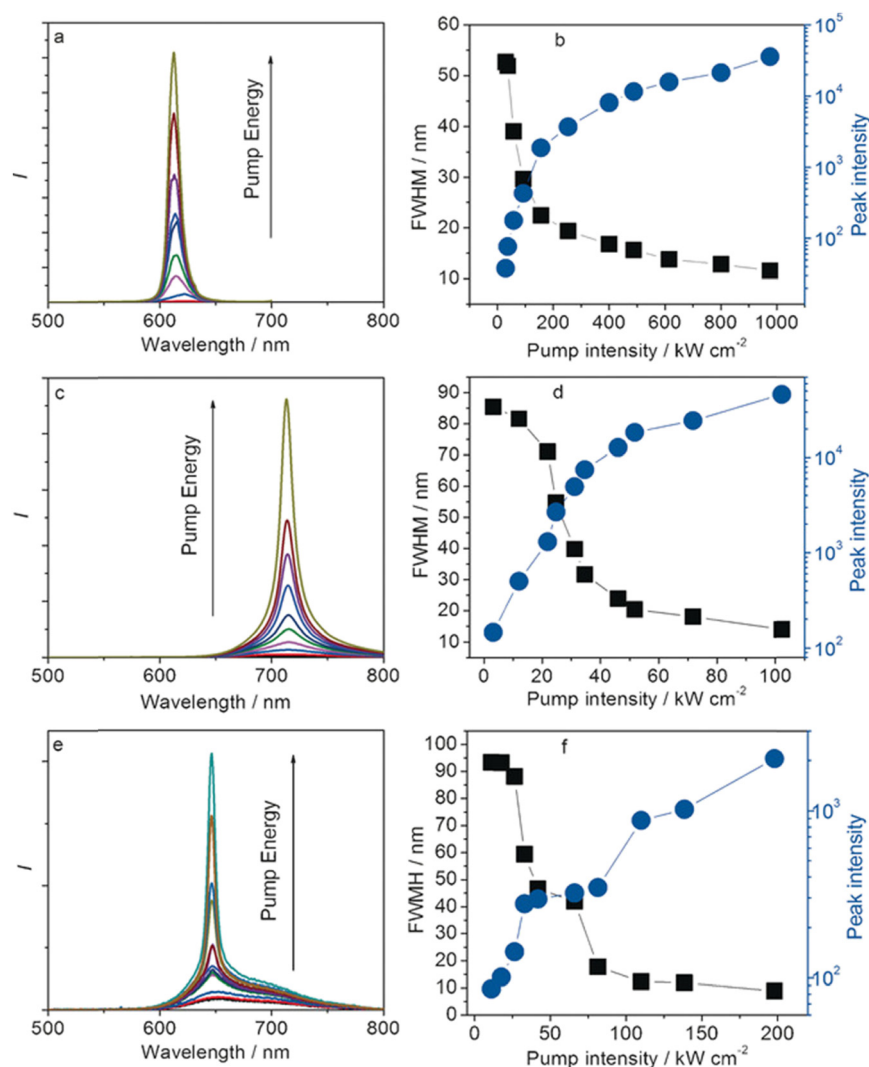 a
Pump Energy
I
500 600 700 800
Wavelength / nm
b
60
50
40
30
20
10
FWHM / nm
10^5
10^4
10^3
10^2
Peak intensity
0 200 400 600 800 1000
Pump intensity / kW cm^-2
c
Pump Energy
I
500 600 700 800
Wavelength / nm
d
90
80
70
60
50
40
30
20
10
FWHM / nm
10^4
10^3
10^2
Peak intensity
0 20 40 60 80 100
Pump intensity / kW cm^-2
e
Pump Energy
I
500 600 700 800
Wavelength / nm
f
100
90
80
70
60
50
40
30
20
10
0
FWMH / nm
10^3
10^2
Peak intensity
0 50 100 150 200
Pump intensity / kW cm^-2